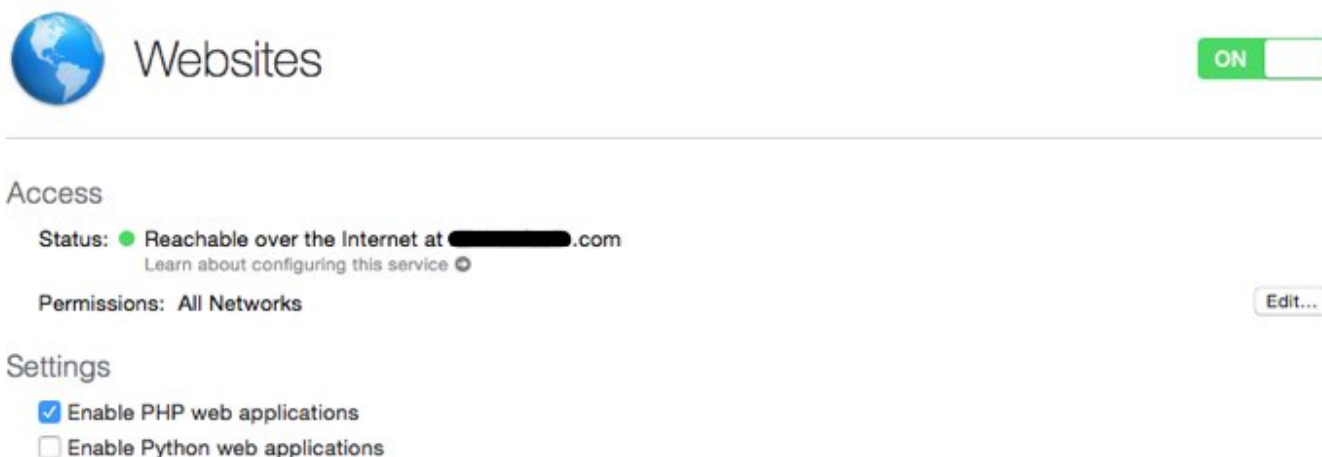 Websites
ON
Access
Status: Reachable over the Internet at .com
Learn about configuring this service
Permissions: All Networks
Edit...
Settings
Enable PHP web applications
Enable Python web applications